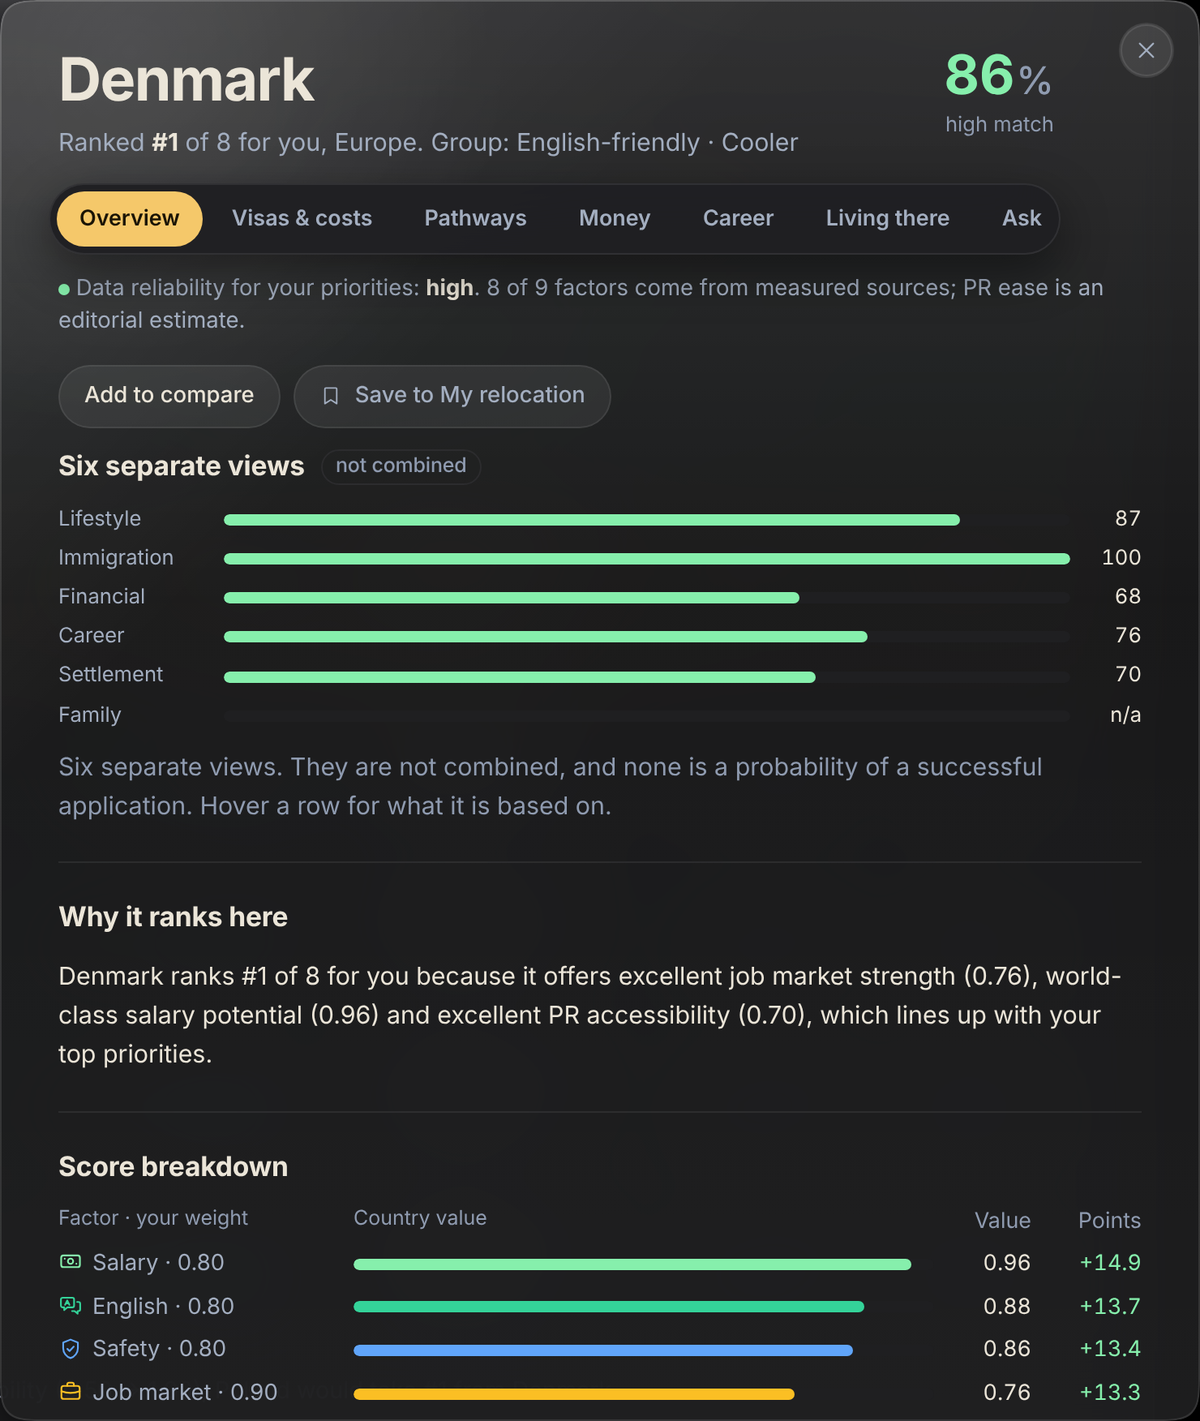 Denmark
86%
high match
Ranked #1 of 8 for you, Europe. Group: English-friendly · Cooler
Overview Visas & costs Pathways Money Career Living there Ask
Data reliability for your priorities: high. 8 of 9 factors come from measured sources; PR ease is an
editorial estimate.
Add to compare Save to My relocation
Six separate views not combined
Lifestyle 87
Immigration 100
Financial 68
Career 76
Settlement 70
Family n/a
Six separate views. They are not combined, and none is a probability of a successful
application. Hover a row for what it is based on.
Why it ranks here
Denmark ranks #1 of 8 for you because it offers excellent job market strength (0.76), world-
class salary potential (0.96) and excellent PR accessibility (0.70), which lines up with your
top priorities.
Score breakdown
Factor · your weight Country value Value Points
Salary · 0.80 0.96 +14.9
English · 0.80 0.88 +13.7
Safety · 0.80 0.86 +13.4
Job market · 0.90 0.76 +13.3